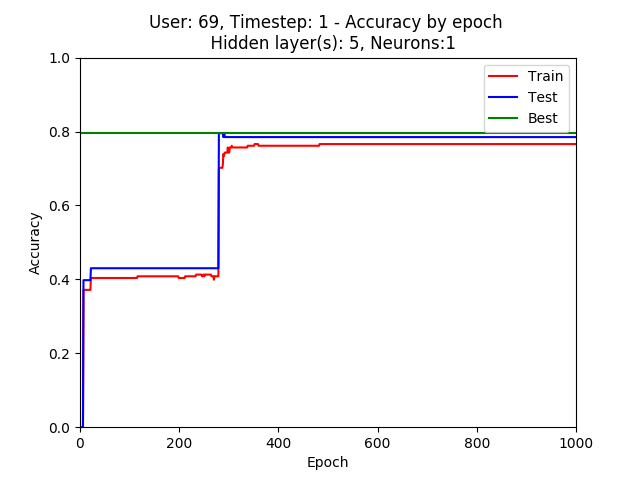 User: 69, Timestep: 1 - Accuracy by epoch
Hidden layer(s): 5, Neurons:1
1.0
0.8
0.6
0.4
0.2
0.0
Accuracy
Train
Test
Best
0
200
400
600
800
1000
Epoch